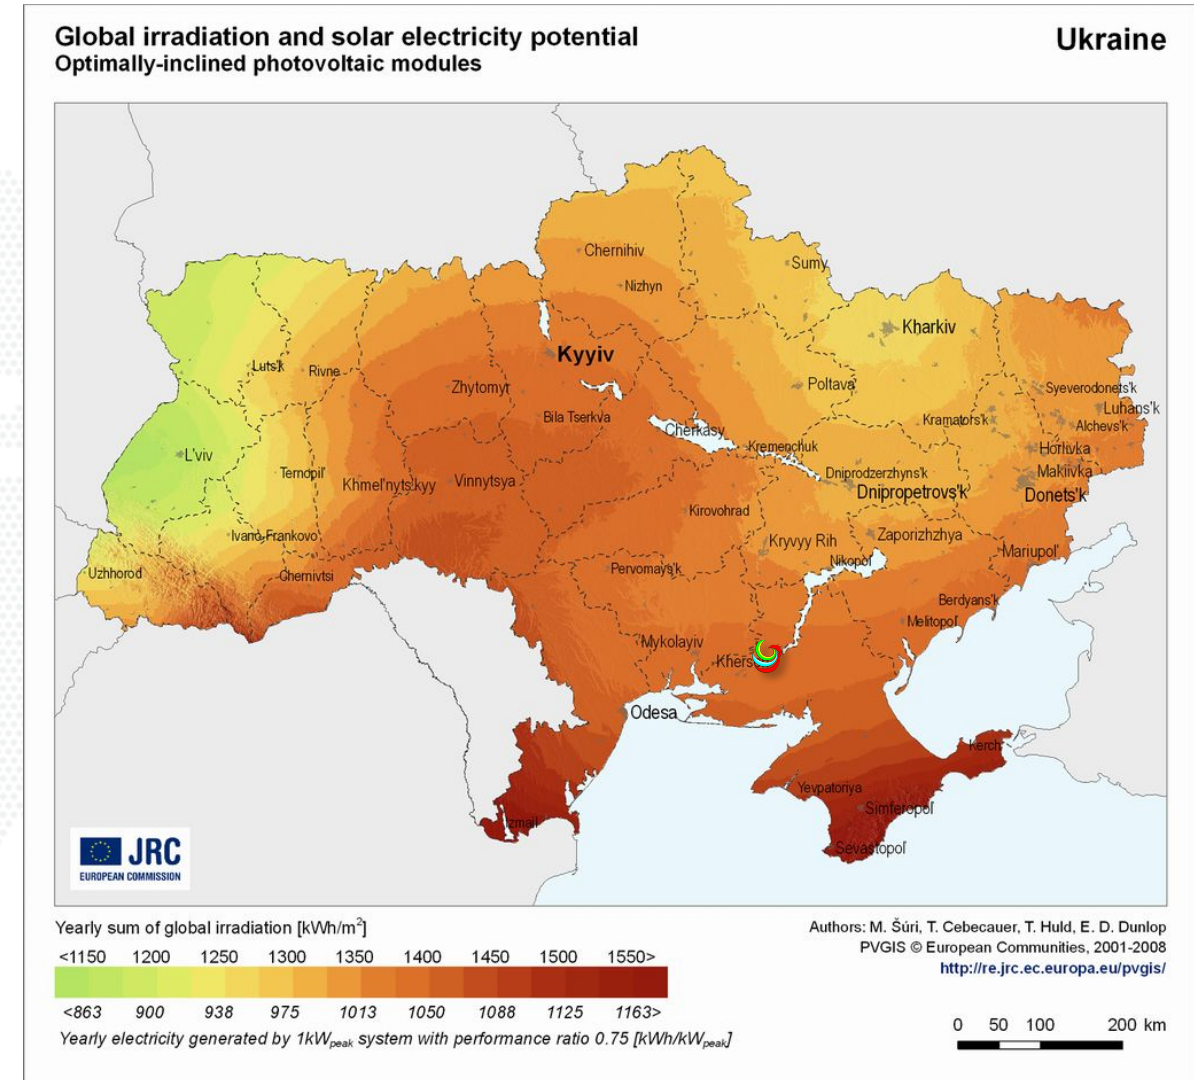 Global irradiation and solar electricity potential
Optimally-inclined photovoltaic modules
Ukraine
Chernihiv
Sumy
Nizhyn
Kharkiv
Kyyiv
Luts'k
Rivne
Zhytomyr
Poltava
Syeverodonets'k
Luhans'k
Bila Tserkva
Cherkasy
Kramators'k
Alchevs'k
L'viv
Kremenchuk
Horlivka
Ternopil'
Khmel'nyts'kyy
Vinnytsya
Dniprodzerzhyns'k
Makiivka
Dnipropetrovs'k
Donets'k
Kirovohrad
Ivano-Frankovo
Kryvyy Rih
Zaporizhzhya
Mariupol'
Uzhhorod
Chernivtsi
Pervomays'k
Nikopol'
Berdyans'k
Melitopol'
Mykolayiv
Khers
Odesa
Kerch
Yevpatoriya
Simferopol'
Izmail
Sevastopol'
JRC
EUROPEAN COMMISSION
Yearly sum of global irradiation [kWh/m²]
<1150 1200 1250 1300 1350 1400 1450 1500 1550>
<863 900 938 975 1013 1050 1088 1125 1163>
Yearly electricity generated by 1kWpeak system with performance ratio 0.75 [kWh/kWpeak]
Authors: M. Šúri, T. Cebecauer, T. Huld, E. D. Dunlop
PVGIS © European Communities, 2001-2008
http://re.jrc.ec.europa.eu/pvgis/
0 50 100 200 km